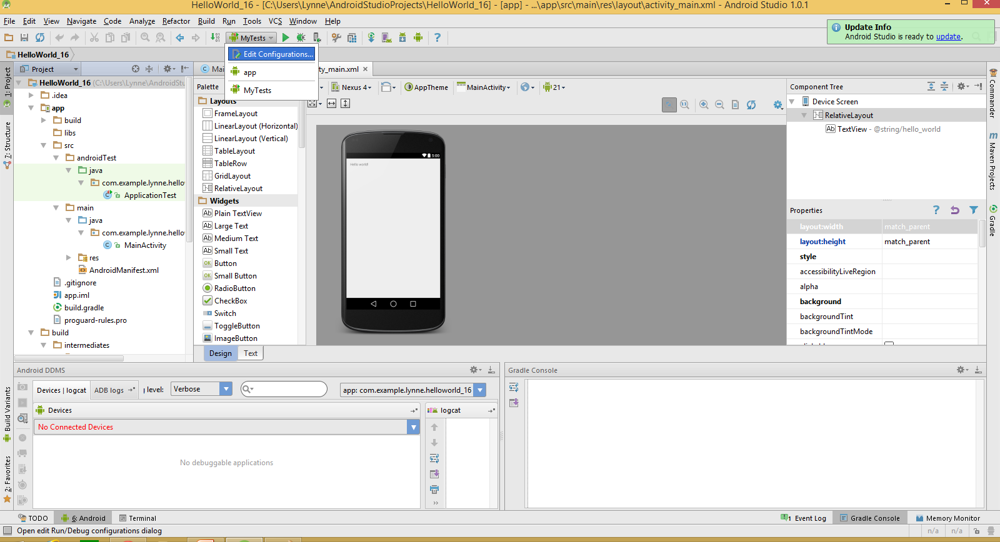 HelloWorld_16 - [C:\Users\Lynne\AndroidStudioProjects\HelloWorld_16] - [app] - ...\app\src\main\res\layout\activity_main.xml - Android Studio 1.0.1
File Edit View Navigate Code Analyze Refactor Build Run Tools VCS Window Help
Update Info
Android Studio is ready to update.
MyTests
HelloWorld_16
Edit Configurations...
app
MyTests
1: Project
7: Structure
Build Variants
2: Favorites
Project
HelloWorld_16 (C:\Users\Lynne\AndroidStu
.idea
app
build
libs
src
androidTest
java
com.example.lynne.hello
ApplicationTest
main
java
com.example.lynne.hello
MainActivity
res
AndroidManifest.xml
.gitignore
app.iml
build.gradle
proguard-rules.pro
build
intermediates
Mai
ty_main.xml
Palette
Layouts
FrameLayout
LinearLayout (Horizontal)
LinearLayout (Vertical)
TableLayout
TableRow
GridLayout
RelativeLayout
Widgets
Ab Plain TextView
Ab Large Text
Ab Medium Text
Ab Small Text
OK Button
OK Small Button
RadioButton
CheckBox
Switch
ToggleButton
ImageButton
Design Text
Nexus 4 AppTheme MainActivity 21
5:00
Hello world!
Component Tree
Device Screen
RelativeLayout
Ab TextView - @string/hello_world
Properties
layout:width match_parent
layout:height match_parent
style
accessibilityLiveRegion
alpha
background
backgroundTint
backgroundTintMode
Commander
Maven Projects
Gradle
Android DDMS
Devices | logcat ADB logs level: Verbose app: com.example.lynne.helloworld_16
Devices
logcat
No Connected Devices
No debuggable applications
Gradle Console
TODO 6: Android Terminal 1 Event Log Gradle Console Memory Monitor
Open edit Run/Debug configurations dialog
n/a n/a